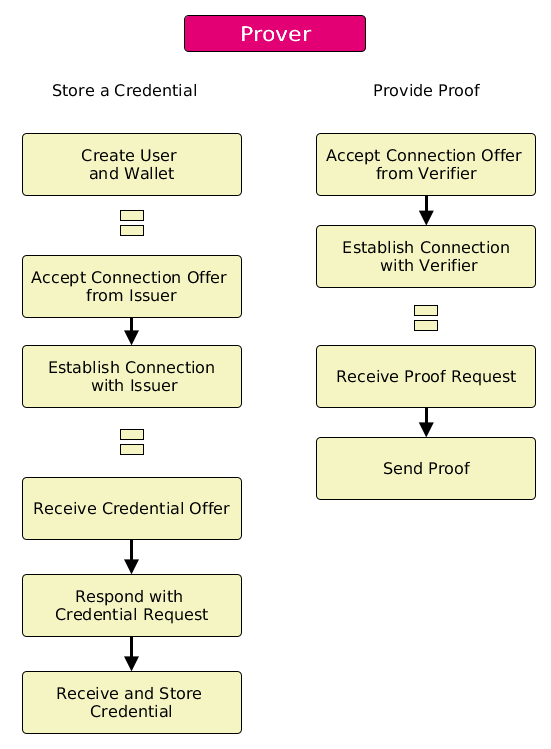 Prover
Store a Credential
Create User
and Wallet
Accept Connection Offer
from Issuer
Establish Connection
with Issuer
Receive Credential Offer
Respond with
Credential Request
Receive and Store
Credential
Provide Proof
Accept Connection Offer
from Verifier
Establish Connection
with Verifier
Receive Proof Request
Send Proof